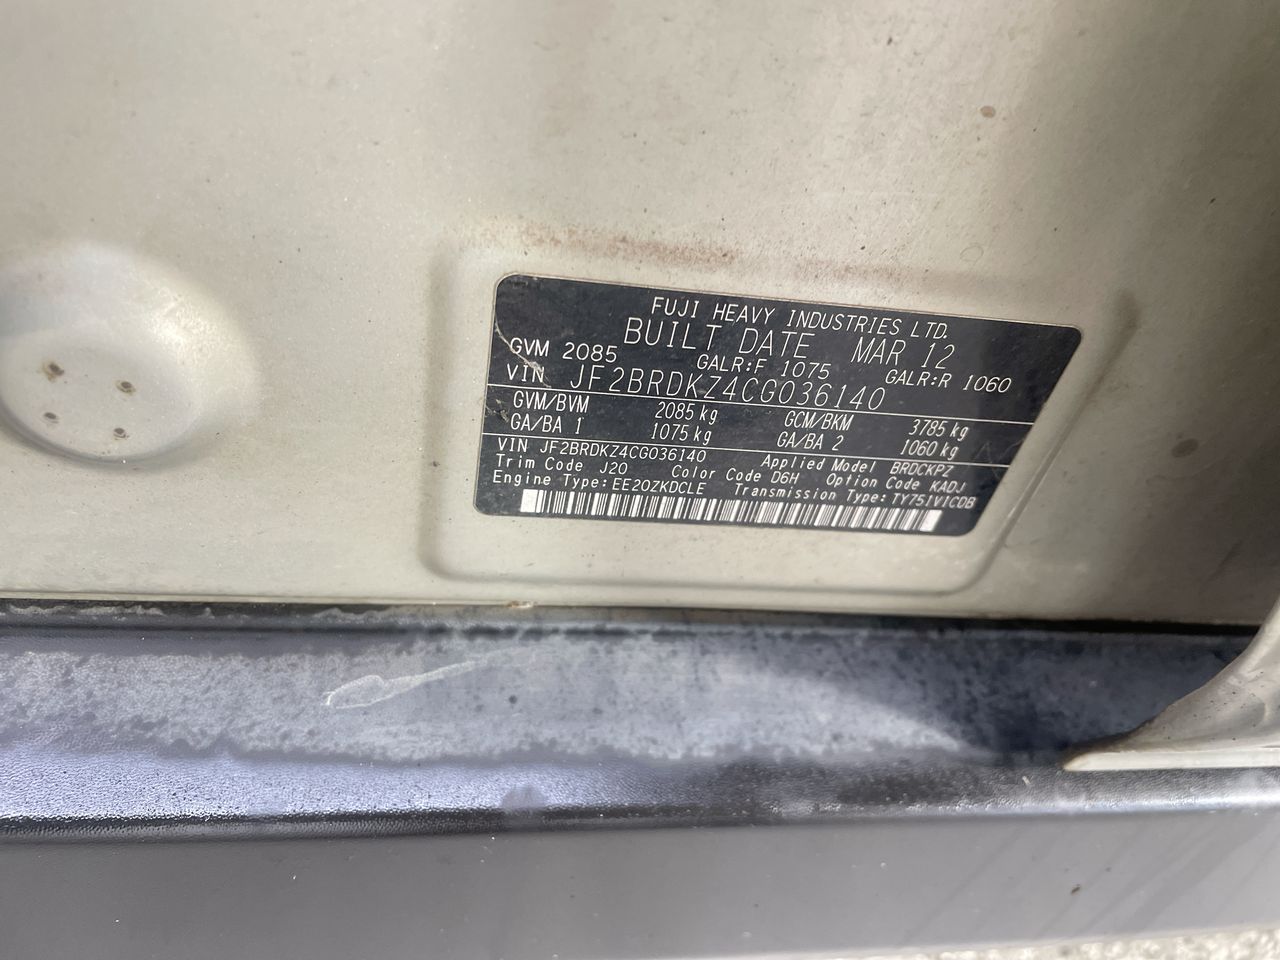 FUJI HEAVY INDUSTRIES LTD.
BUILT DATE MAR 12
GVM 2085 GALR:F 1075 GALR:R 1060
VIN JF2BRDKZ4CG036140
GVM/BVM 2085 kg GCM/BKM 3785 kg
GA/BA 1 1075 kg GA/BA 2 1060 kg
VIN JF2BRDKZ4CG036140 Applied Model BRDCKPZ
Trim Code J20 Color Code D6H Option Code KADJ
Engine Type:EE20ZKDCLE Transmission Type:TY751V1CDB